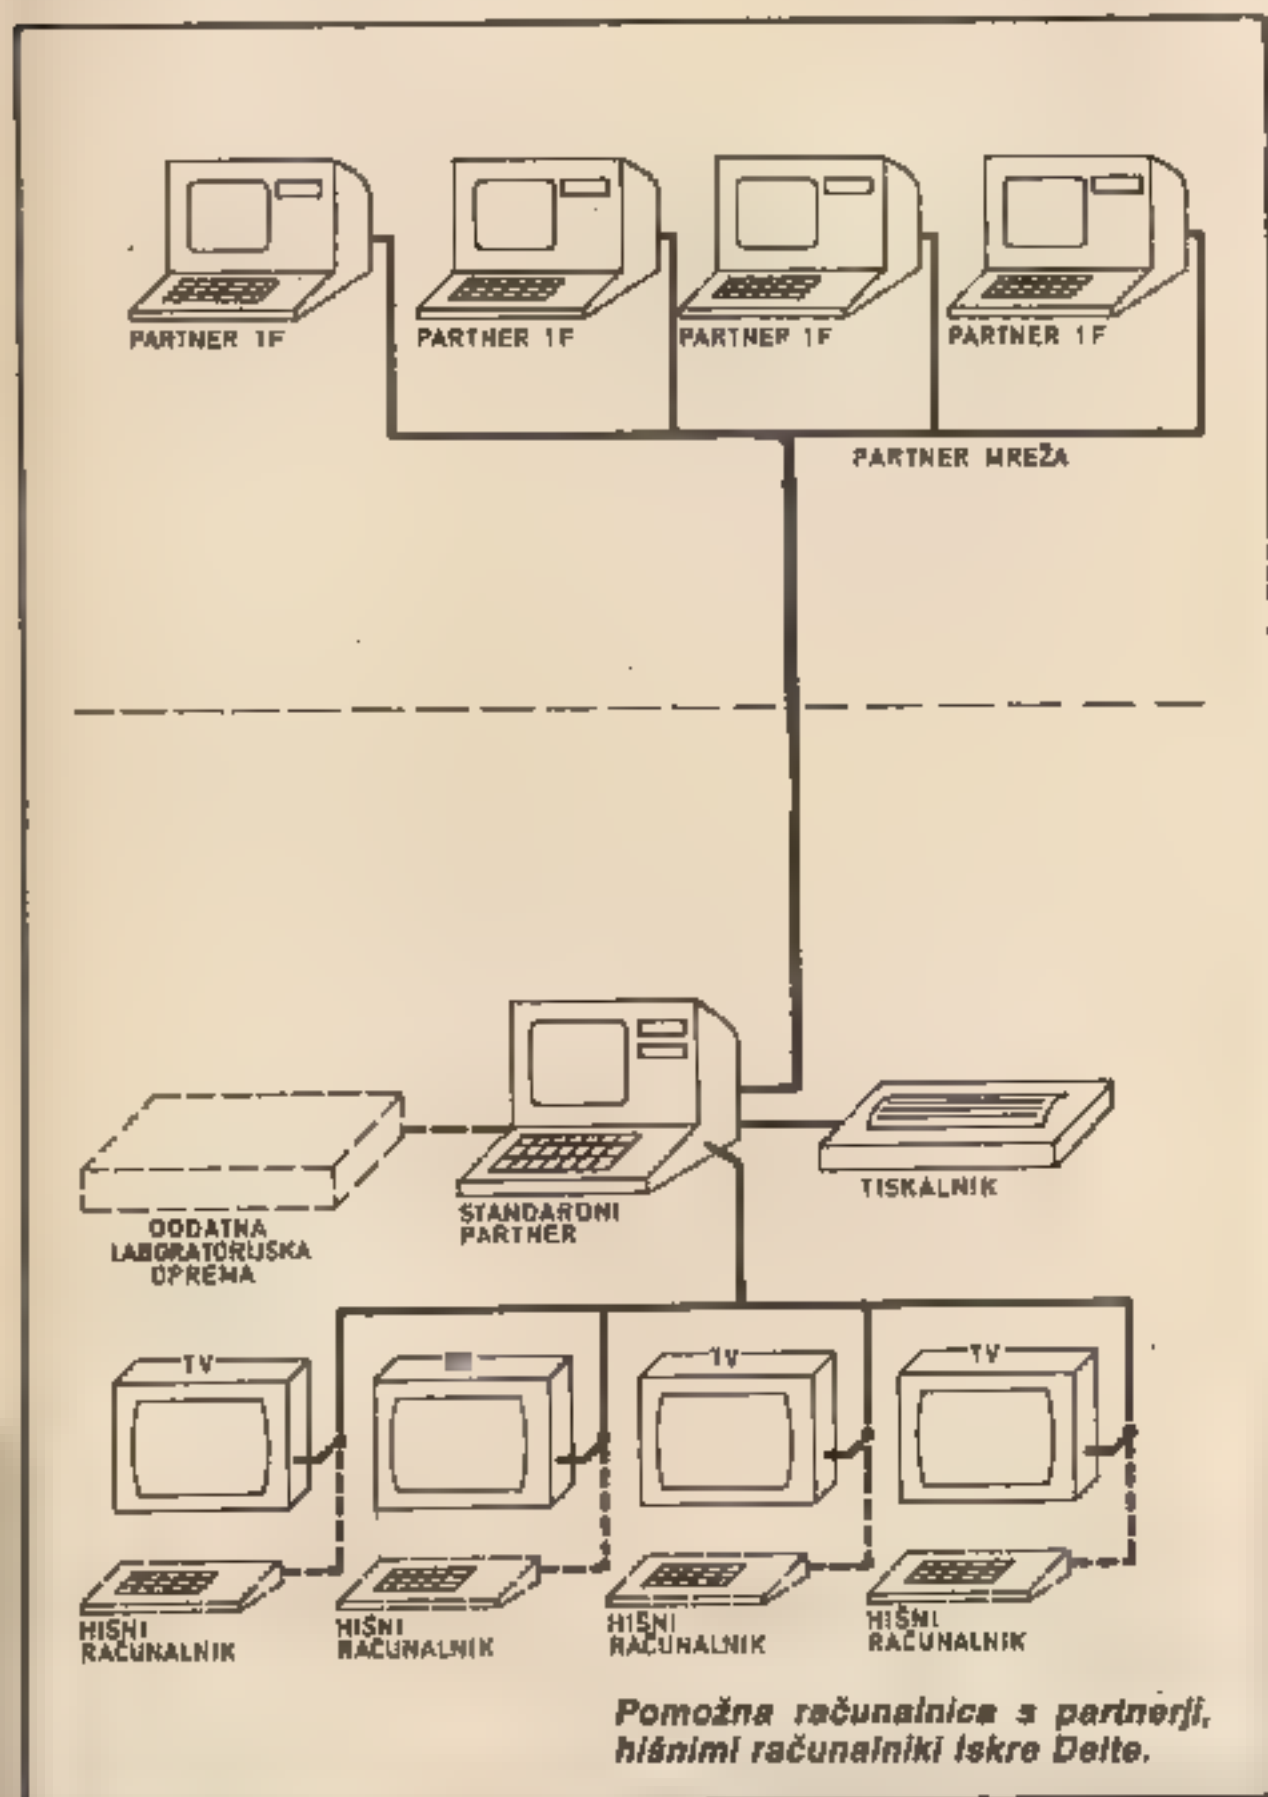 PARTNER 1F
PARTNER 1F
PARTNER 1F
PARTNER 1F
PARTNER MREŽA
STANDARDNI
PARTNER
TISKALNIK
DODATNA
LABORATORIJSKA
OPREMA
TV
TV
TV
HIŠNI
RAČUNALNIK
HIŠNI
RAČUNALNIK
HIŠNI
RAČUNALNIK
HIŠNI
RAČUNALNIK
Pomožna računalnica s partnerji,
hišnimi računalniki Iskre Delte.